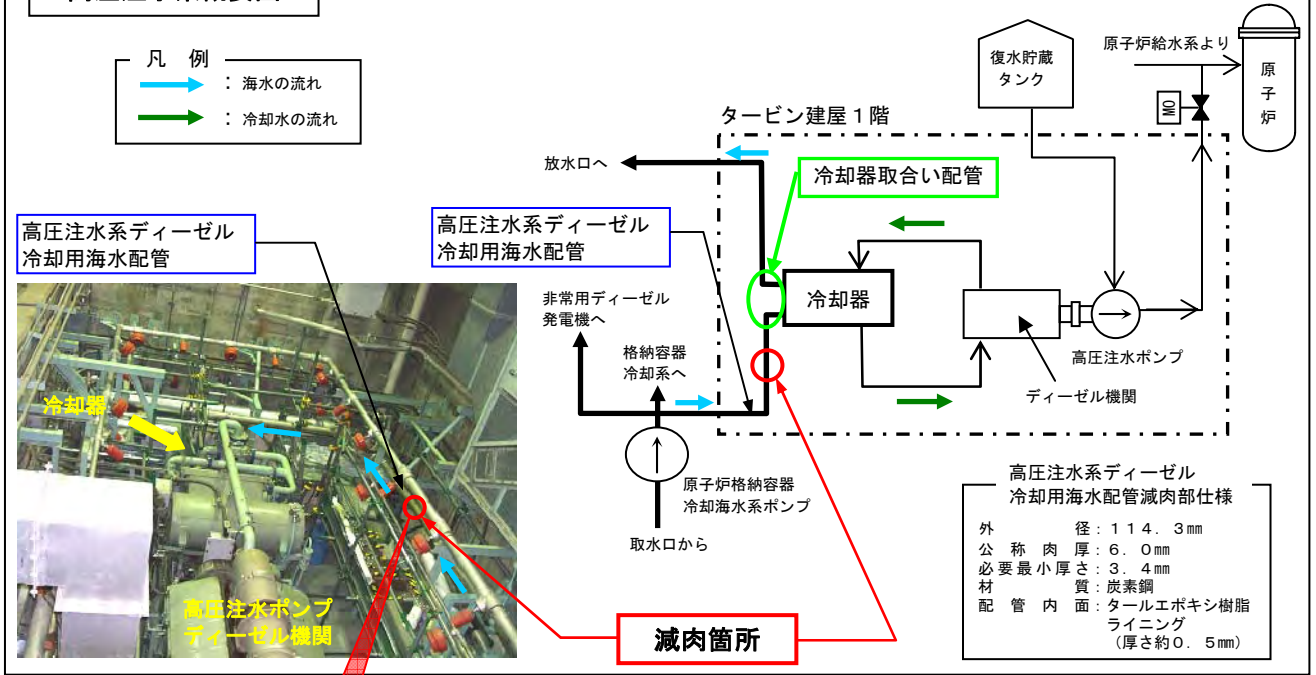 凡 例
：海水の流れ
：冷却水の流れ
復水貯蔵
タンク
原子炉給水系より
原
子
炉
MO
タービン建屋１階
放水口へ
冷却器取合い配管
高圧注水系ディーゼル
冷却用海水配管
高圧注水系ディーゼル
冷却用海水配管
非常用ディーゼル
発電機へ
格納容器
冷却系へ
冷却器
高圧注水ポンプ
ディーゼル機関
原子炉格納容器
冷却海水系ポンプ
取水口から
冷却器
高圧注水ポンプ
ディーゼル機関
減肉箇所
高圧注水系ディーゼル
冷却用海水配管減肉部仕様
外径：１１４．３㎜
公称肉厚：６．０㎜
必要最小厚さ：３．４㎜
材質：炭素鋼
配管内面：タールエポキシ樹脂
ライニング
（厚さ約０．５㎜）